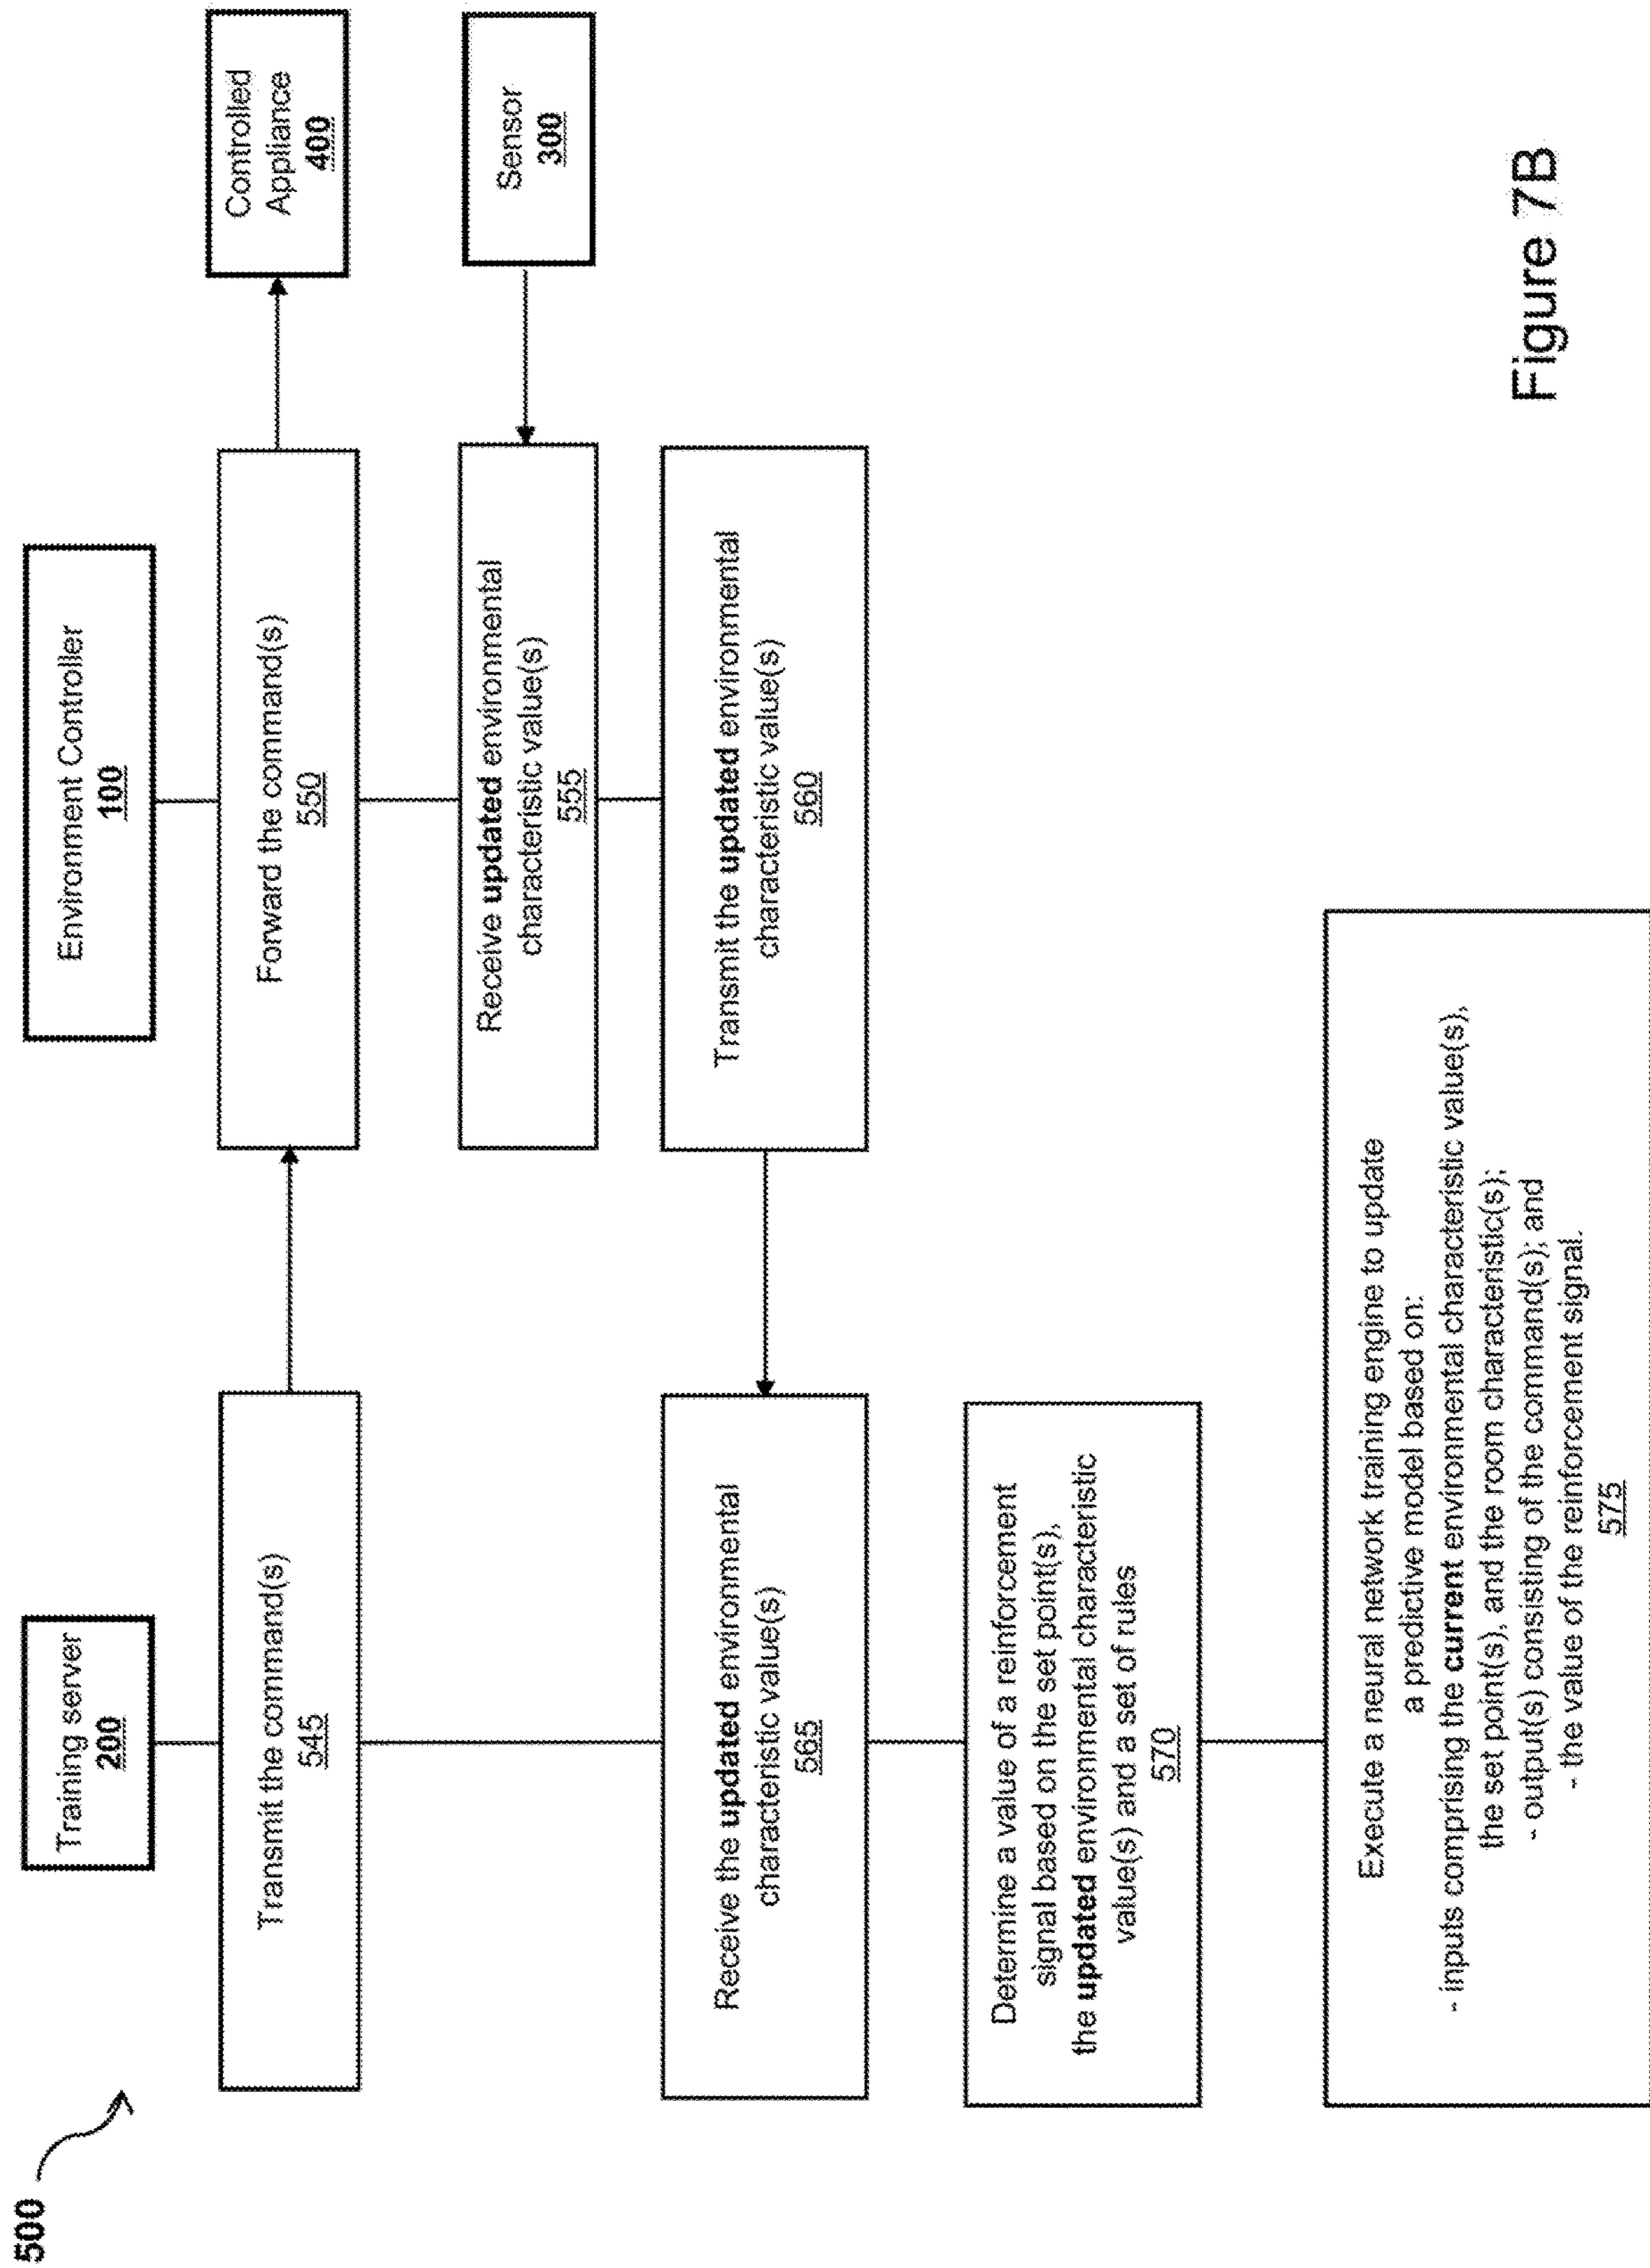 500
Training server
200
Environment Controller
100
Transmit the command(s)
545
Forward the command(s)
550
Controlled
Appliance
400
Receive updated environmental
characteristic value(s)
555
Sensor
300
Receive the updated environmental
characteristic value(s)
565
Transmit the updated environmental
characteristic value(s)
560
Determine a value of a reinforcement
signal based on the set point(s),
the updated environmental characteristic
value(s) and a set of rules
570
Execute a neural network training engine to update
a predictive model based on:
- inputs comprising the current environmental characteristic value(s),
the set point(s), and the room characteristic(s);
- output(s) consisting of the command(s); and
- the value of the reinforcement signal.
575
Figure 7B